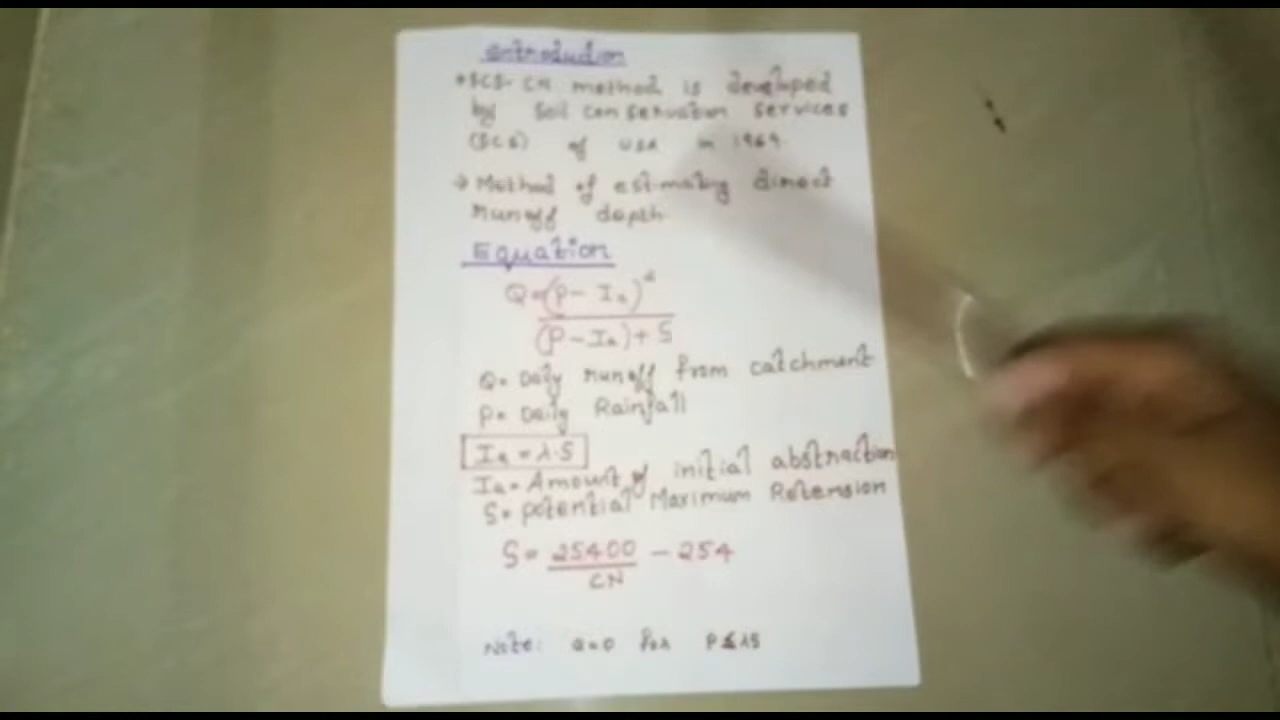 Introduction
→ SCS-CN method is developed
by Soil conservation services
(SCS) of USA in 1969
→ Method of estimating direct
runoff depth
Equation
Q = (P - Ia)²
(P - Ia) + S
Q = Daily runoff from catchment
P = Daily Rainfall
Ia = λ.S
Ia = Amount of initial abstraction
S = potential Maximum Retension
S = 25400 - 254
CN
Note: Q=0 for P≤λS